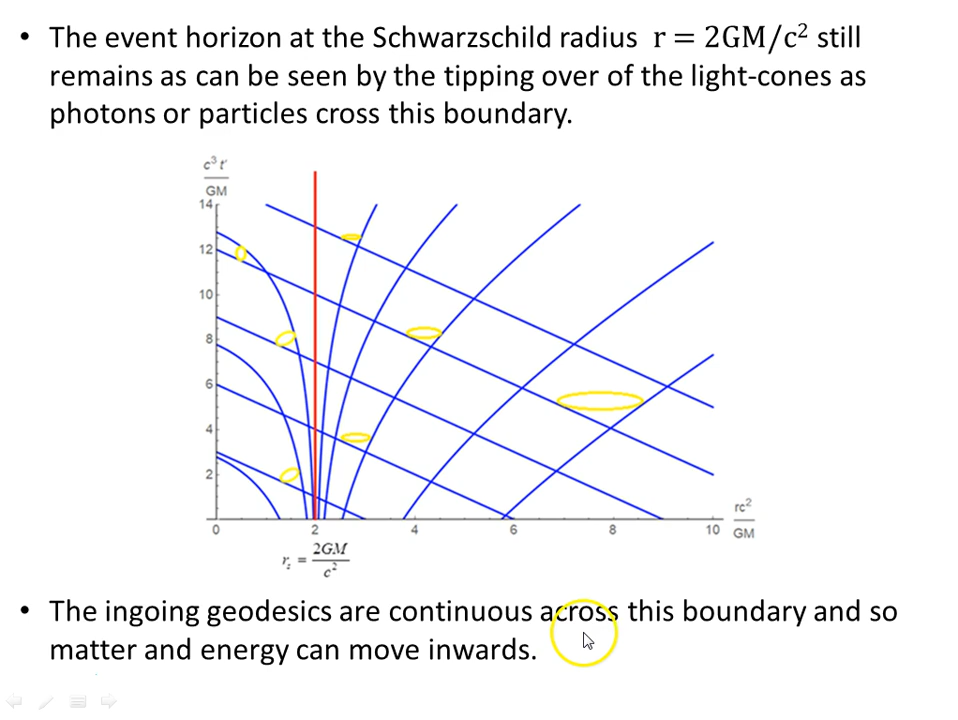 • The event horizon at the Schwarzschild radius r = 2GM/c² still
remains as can be seen by the tipping over of the light-cones as
photons or particles cross this boundary.
c³ t'
GM
14
12
10
8
6
4
2
0 2 4 6 8 10
rc²
GM
rₛ = 2GM
c²
• The ingoing geodesics are continuous across this boundary and so
matter and energy can move inwards.